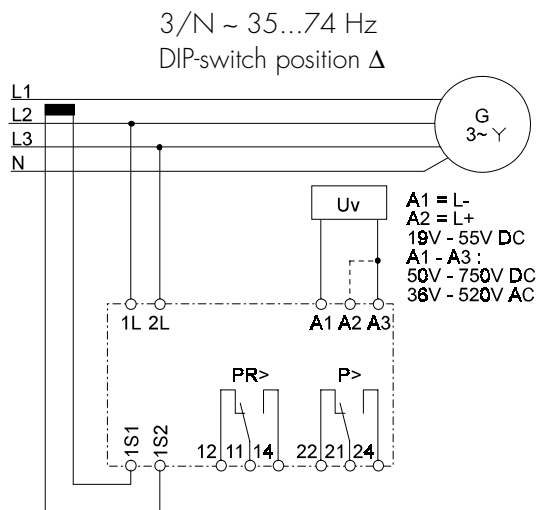 3/N ~ 35...74 Hz
DIP-switch position Δ
L1
L2
L3
N
G
3~ Y
Uv
A1 = L-
A2 = L+
19V - 55V DC
A1 - A3 :
50V - 750V DC
36V - 520V AC
1L 2L
A1 A2 A3
PR>
P>
12 11 14
22 21 24
1S1
1S2